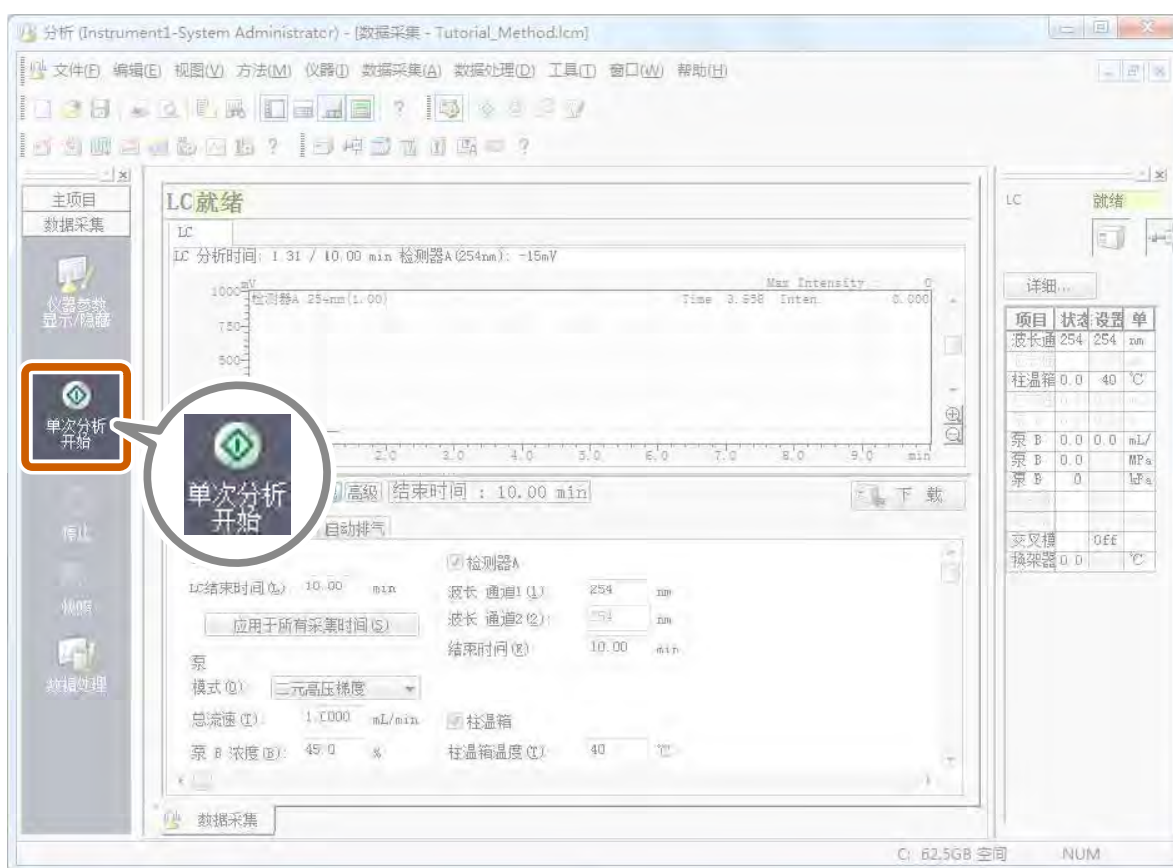 分析 (Instrument1-System Administrator) - [数据采集 - Tutorial_Method.lcm]
文件(F) 编辑(E) 视图(V) 方法(M) 仪器(I) 数据采集(A) 数据处理(D) 工具(T) 窗口(W) 帮助(H)
主项目
数据采集
仪器参数
显示/隐藏
单次分析
开始
停止
数据处理
LC就绪
LC
LC 分析时间: 1.31 / 10.00 min 检测器A(254nm): -15mV
mV
Max Intensity : 0
检测器A 254nm(1.00)
Time 3.958 Inten. 0.000
1000
750
500
2.0 3.0 4.0 5.0 6.0 7.0 8.0 9.0 min
单次分析
开始
高级 结束时间 : 10.00 min
下 载
自动排气
LC结束时间(L): 10.00 min
应用于所有采集时间(S)
泵
模式(O): 二元高压梯度
总流速(T): 1.0000 mL/min
泵 B 浓度(B): 45.0 %
检测器A
波长 通道1(1): 254 nm
波长 通道2(2): 254 nm
结束时间(E): 10.00 min
柱温箱
柱温箱温度(T): 40 ℃
数据采集
LC 就绪
详细...
项目 状态 设置 单
波长通 254 254 nm
柱温箱 0.0 40 ℃
泵 B 0.0 0.0 mL/
泵 B 0.0 MPa
泵 B 0 kPa
交叉模 Off
换架器 0.0 ℃
C: 62.5GB 空间 NUM